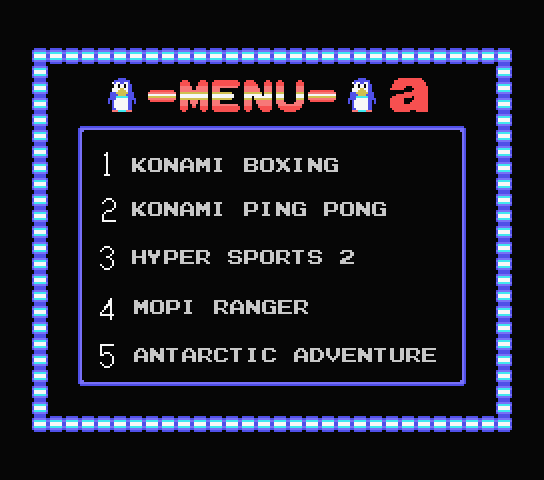 -MENU- a
1 KONAMI BOXING
2 KONAMI PING PONG
3 HYPER SPORTS 2
4 MOPI RANGER
5 ANTARCTIC ADVENTURE